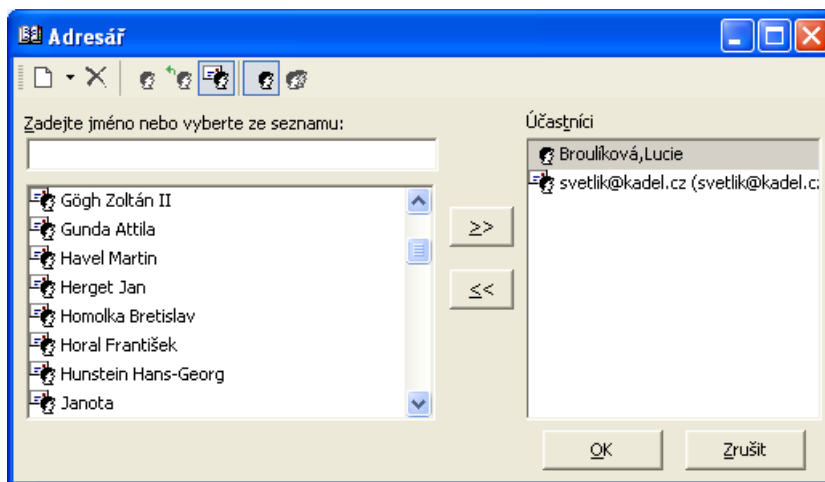 Adresář
Zadejte jméno nebo vyberte ze seznamu:
Gögh Zoltán II
Gunda Attila
Havel Martin
Herget Jan
Homolka Bretislav
Horal František
Hunstein Hans-Georg
Janota
>>
<<
Účastníci
Broulíková,Lucie
svetlik@kadel.cz (svetlik@kadel.c
OK
Zrušit